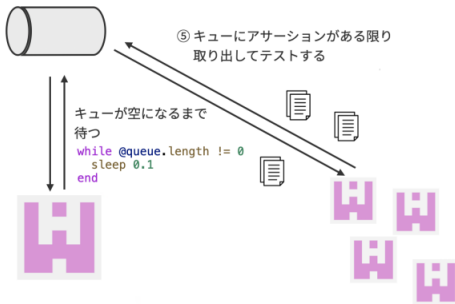 ⑤ キューにアサーションがある限り
取り出してテストする
キューが空になるまで
待つ
while @queue.length != 0
  sleep 0.1
end